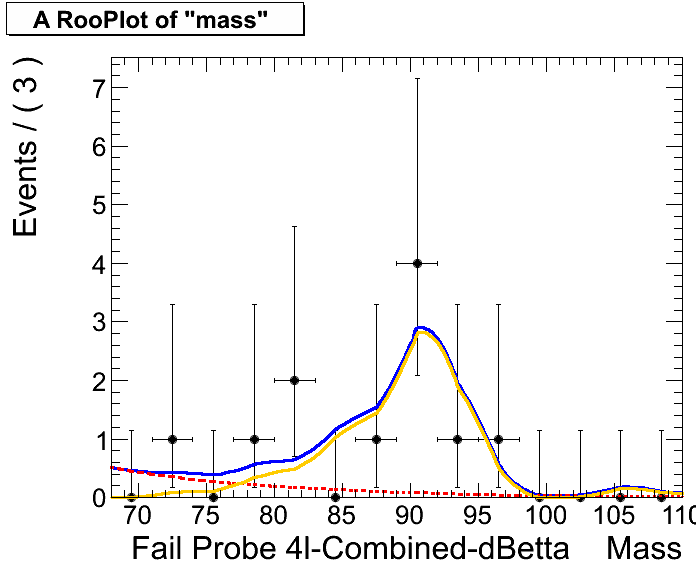 A RooPlot of "mass"
Events / ( 3 )
7
6
5
4
3
2
1
0
70 75 80 85 90 95 100 105 110
Fail Probe 4l-Combined-dBetta Mass